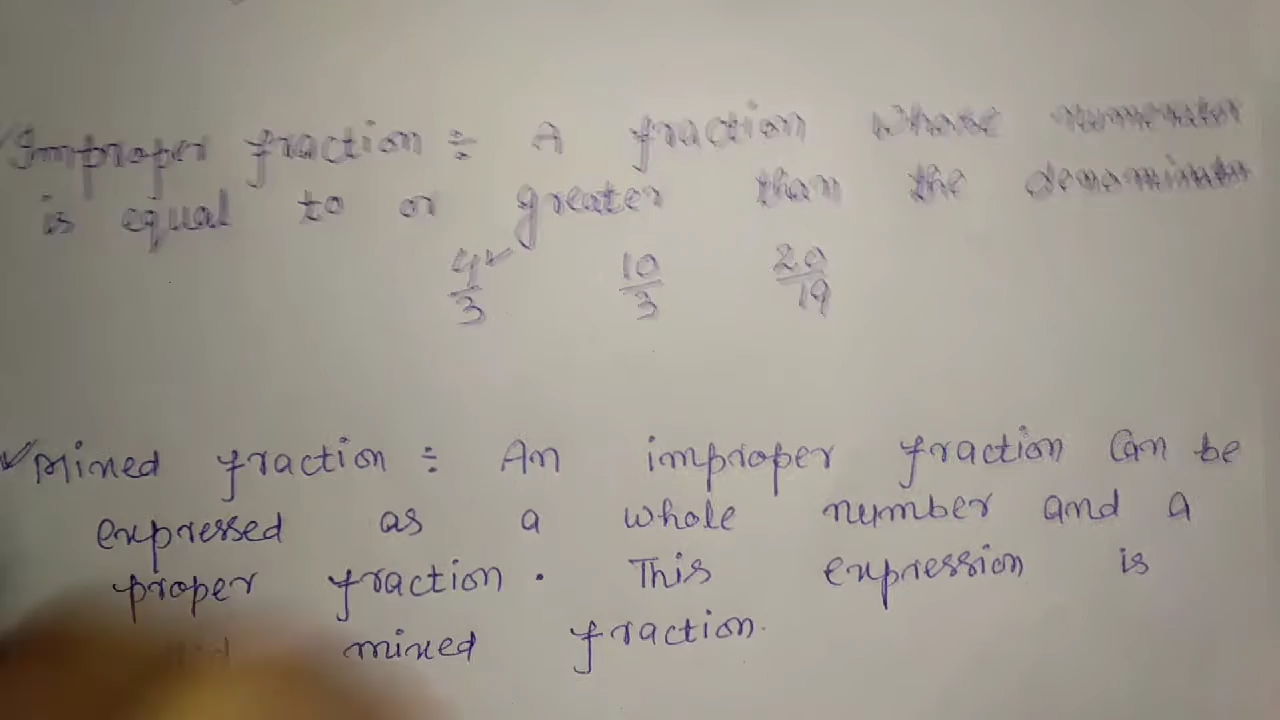 Improper fraction ÷ A fraction whose numerator
is equal to or greater than the denominator
4/3 10/3 20/19
Mixed fraction ÷ An improper fraction can be
expressed as a whole number and a
proper fraction. This expression is
mixed fraction.